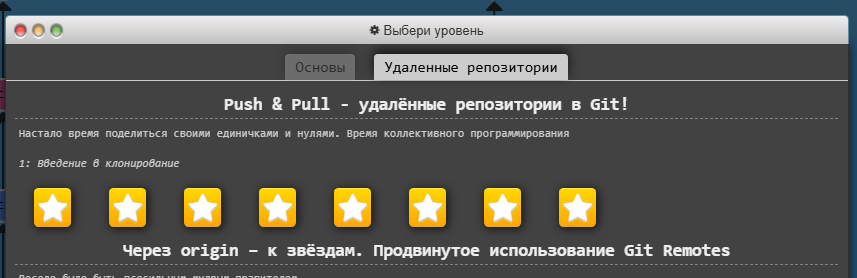 Выбери уровень
Основы
Удаленные репозитории
Push & Pull - удалённые репозитории в Git!
Настало время поделиться своими единичками и нулями. Время коллективного программирования
1: Введение в клонирование
Через origin – к звёздам. Продвинутое использование Git Remotes